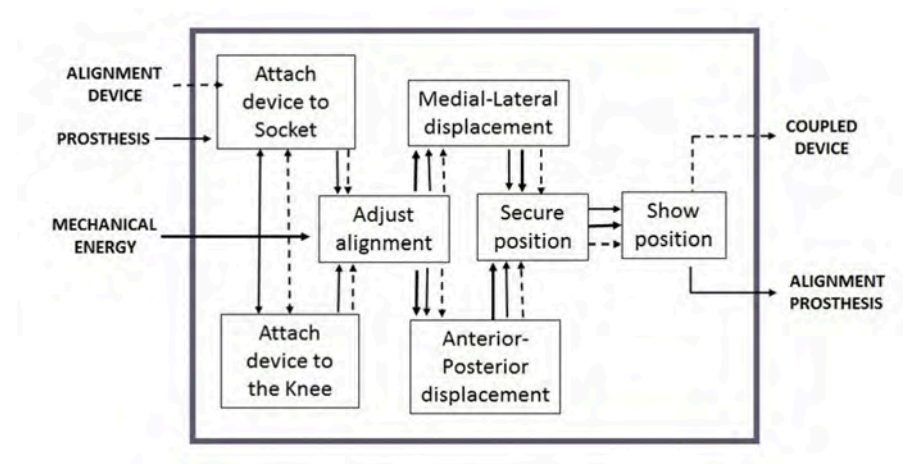 ALIGNMENT
DEVICE
PROSTHESIS
MECHANICAL
ENERGY
Attach
device to
Socket
Attach
device to
the Knee
Adjust
alignment
Medial-Lateral
displacement
Anterior-
Posterior
displacement
Secure
position
Show
position
COUPLED
DEVICE
ALIGNMENT
PROSTHESIS